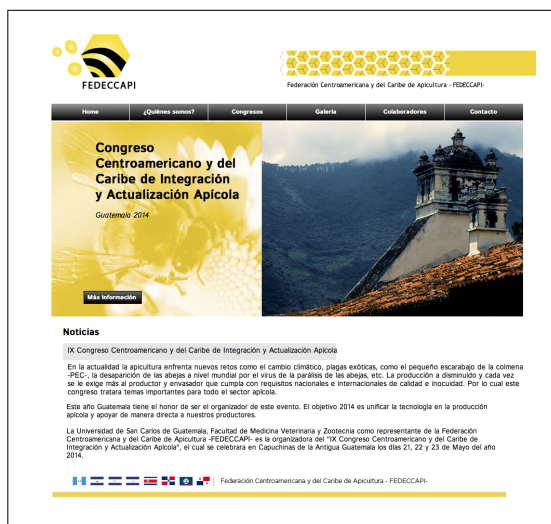 FEDECCAPI
Federación Centroamericana y del Caribe de Apicultura - FEDECCAPI-
Home ¿Quiénes somos? Congresos Galeria Colaboradores Contacto
Congreso
Centroamericano y del
Caribe de Integración
y Actualización Apícola
Guatemala 2014
Más información
Noticias
IX Congreso Centroamericano y del Caribe de Integración y Actualización Apícola
En la actualidad la apicultura enfrenta nuevos retos como el cambio climático, plagas exóticas, como el pequeño escarabajo de la colmena
-PEC-, la desaparición de las abejas a nivel mundial por el virus de la parálisis de las abejas, etc. La producción a disminuido y cada vez
se le exige más al productor y envasador que cumpla con requisitos nacionales e internacionales de calidad e inocuidad. Por lo cual este
congreso tratara temas importantes para todo el sector apícola.
Este año Guatemala tiene el honor de ser el organizador de este evento. El objetivo 2014 es unificar la tecnología en la producción
apícola y apoyar de manera directa a nuestros productores.
La Universidad de San Carlos de Guatemala, Facultad de Medicina Veterinaria y Zootecnia como representante de la Federación
Centroamericana y del Caribe de Apicultura -FEDECCAPI- es la organizadora del "IX Congreso Centroamericano y del Caribe de
Integración y Actualización Apícola", el cual se celebrara en Capuchinas de la Antigua Guatemala los días 21, 22 y 23 de Mayo del año
2014.
Federación Centroamericana y del Caribe de Apicultura - FEDECCAPI-